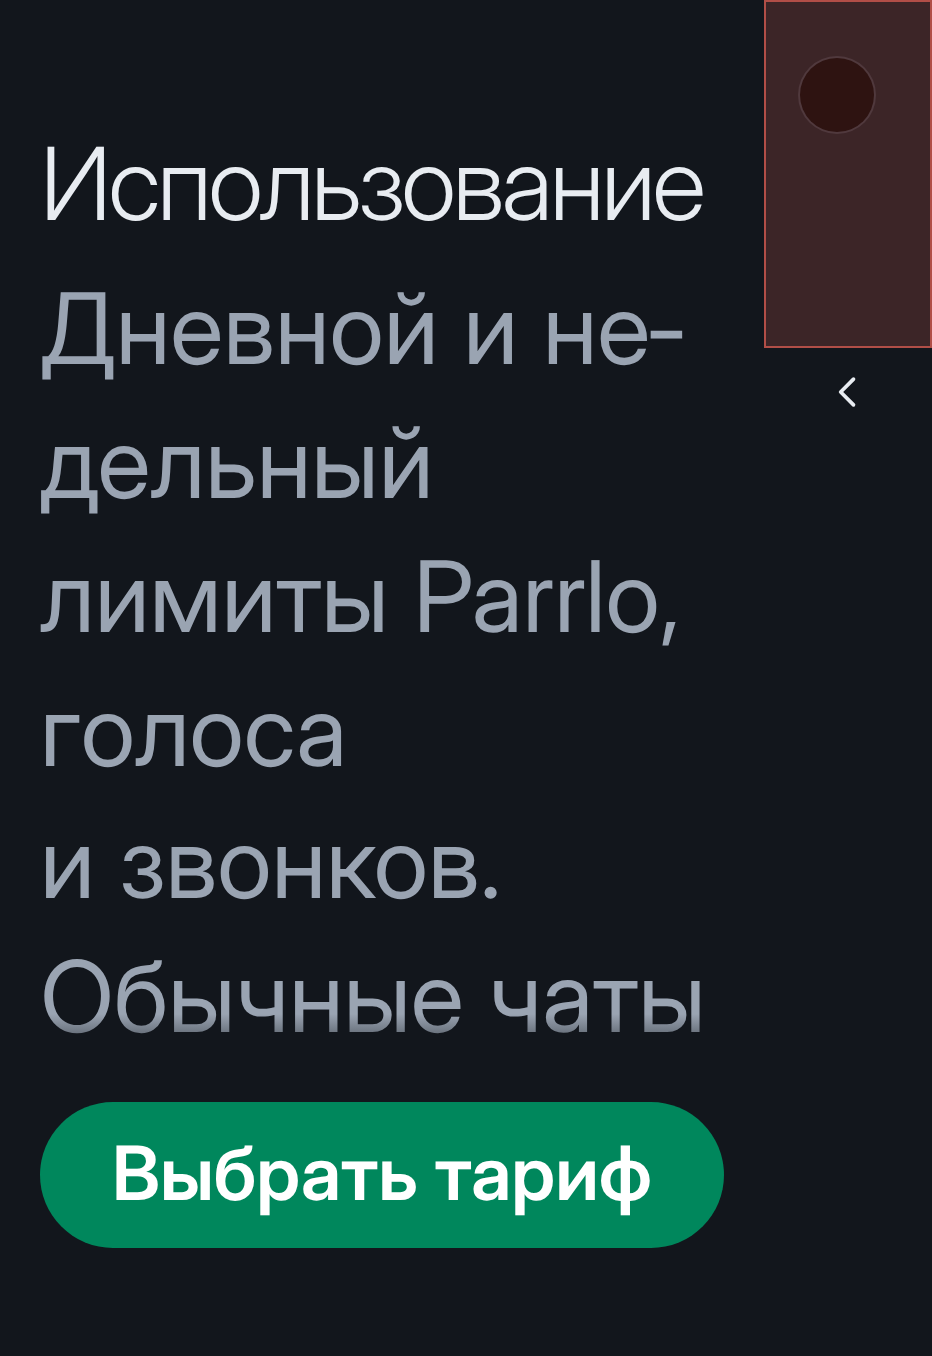 Использование
Дневной и не-
дельный
лимиты Parrlo,
голоса
и звонков.
Обычные чаты
Выбрать тариф